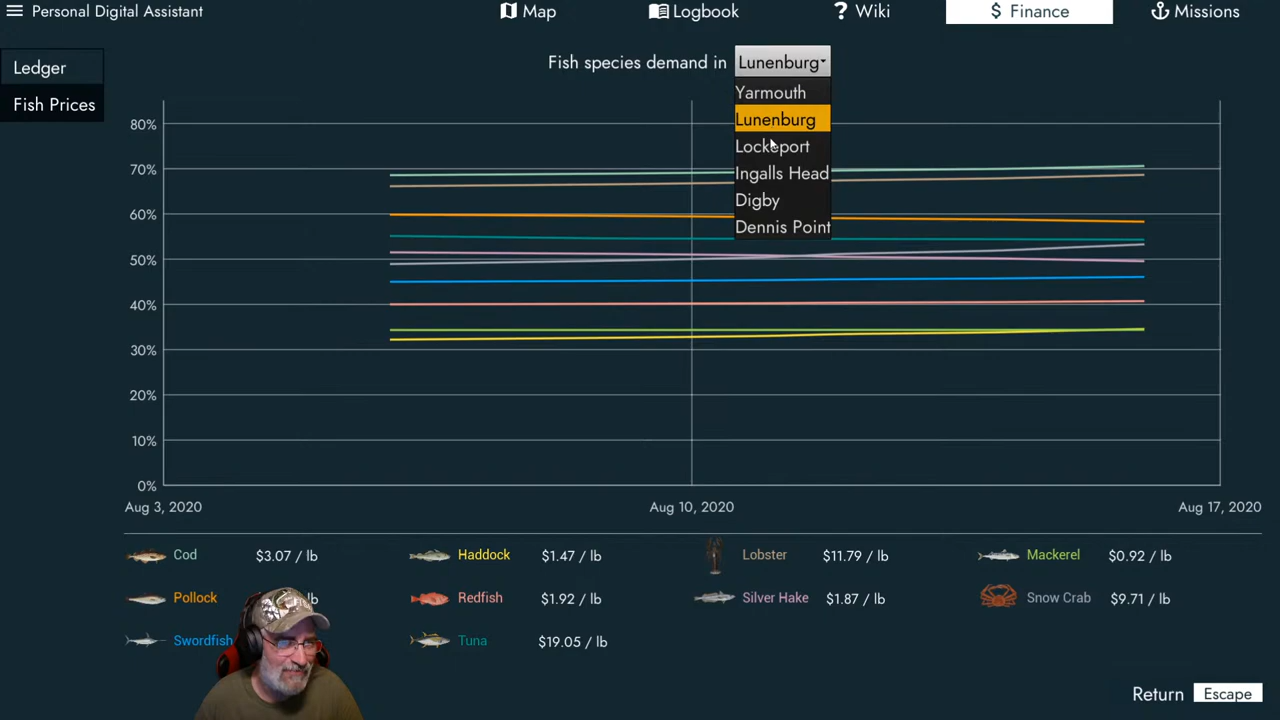 Personal Digital Assistant
Map
Logbook
? Wiki
$ Finance
Missions
Ledger
Fish Prices
Fish species demand in Lunenburg
Yarmouth
Lunenburg
Lockeport
Ingalls Head
Digby
Dennis Point
80%
70%
60%
50%
40%
30%
20%
10%
0%
Aug 3, 2020
Aug 10, 2020
Aug 17, 2020
Cod $3.07 / lb
Haddock $1.47 / lb
Lobster $11.79 / lb
Mackerel $0.92 / lb
Pollock lb
Redfish $1.92 / lb
Silver Hake $1.87 / lb
Snow Crab $9.71 / lb
Swordfish
Tuna $19.05 / lb
Return Escape